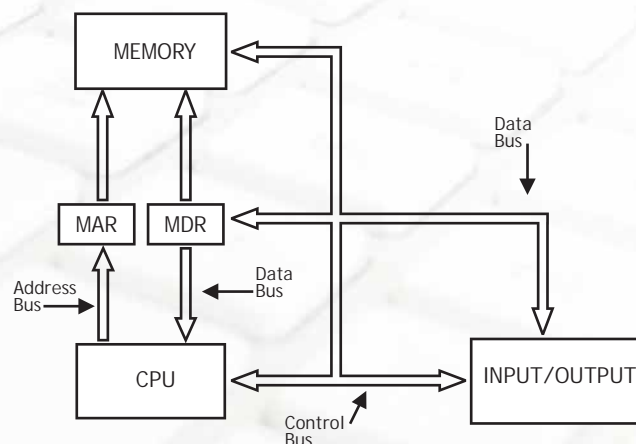 MEMORY
Data
Bus
MAR
MDR
Address
Bus
Data
Bus
CPU
INPUT/OUTPUT
Control
Bus